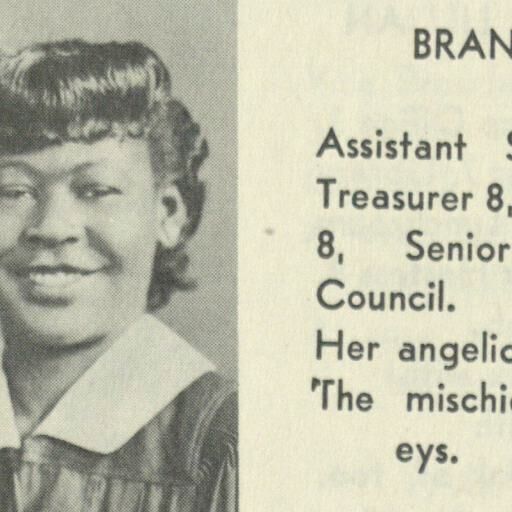 BRAN
Assistant S
Treasurer 8,
8, Senior
Council.
Her angelic
'The mischi
eys.